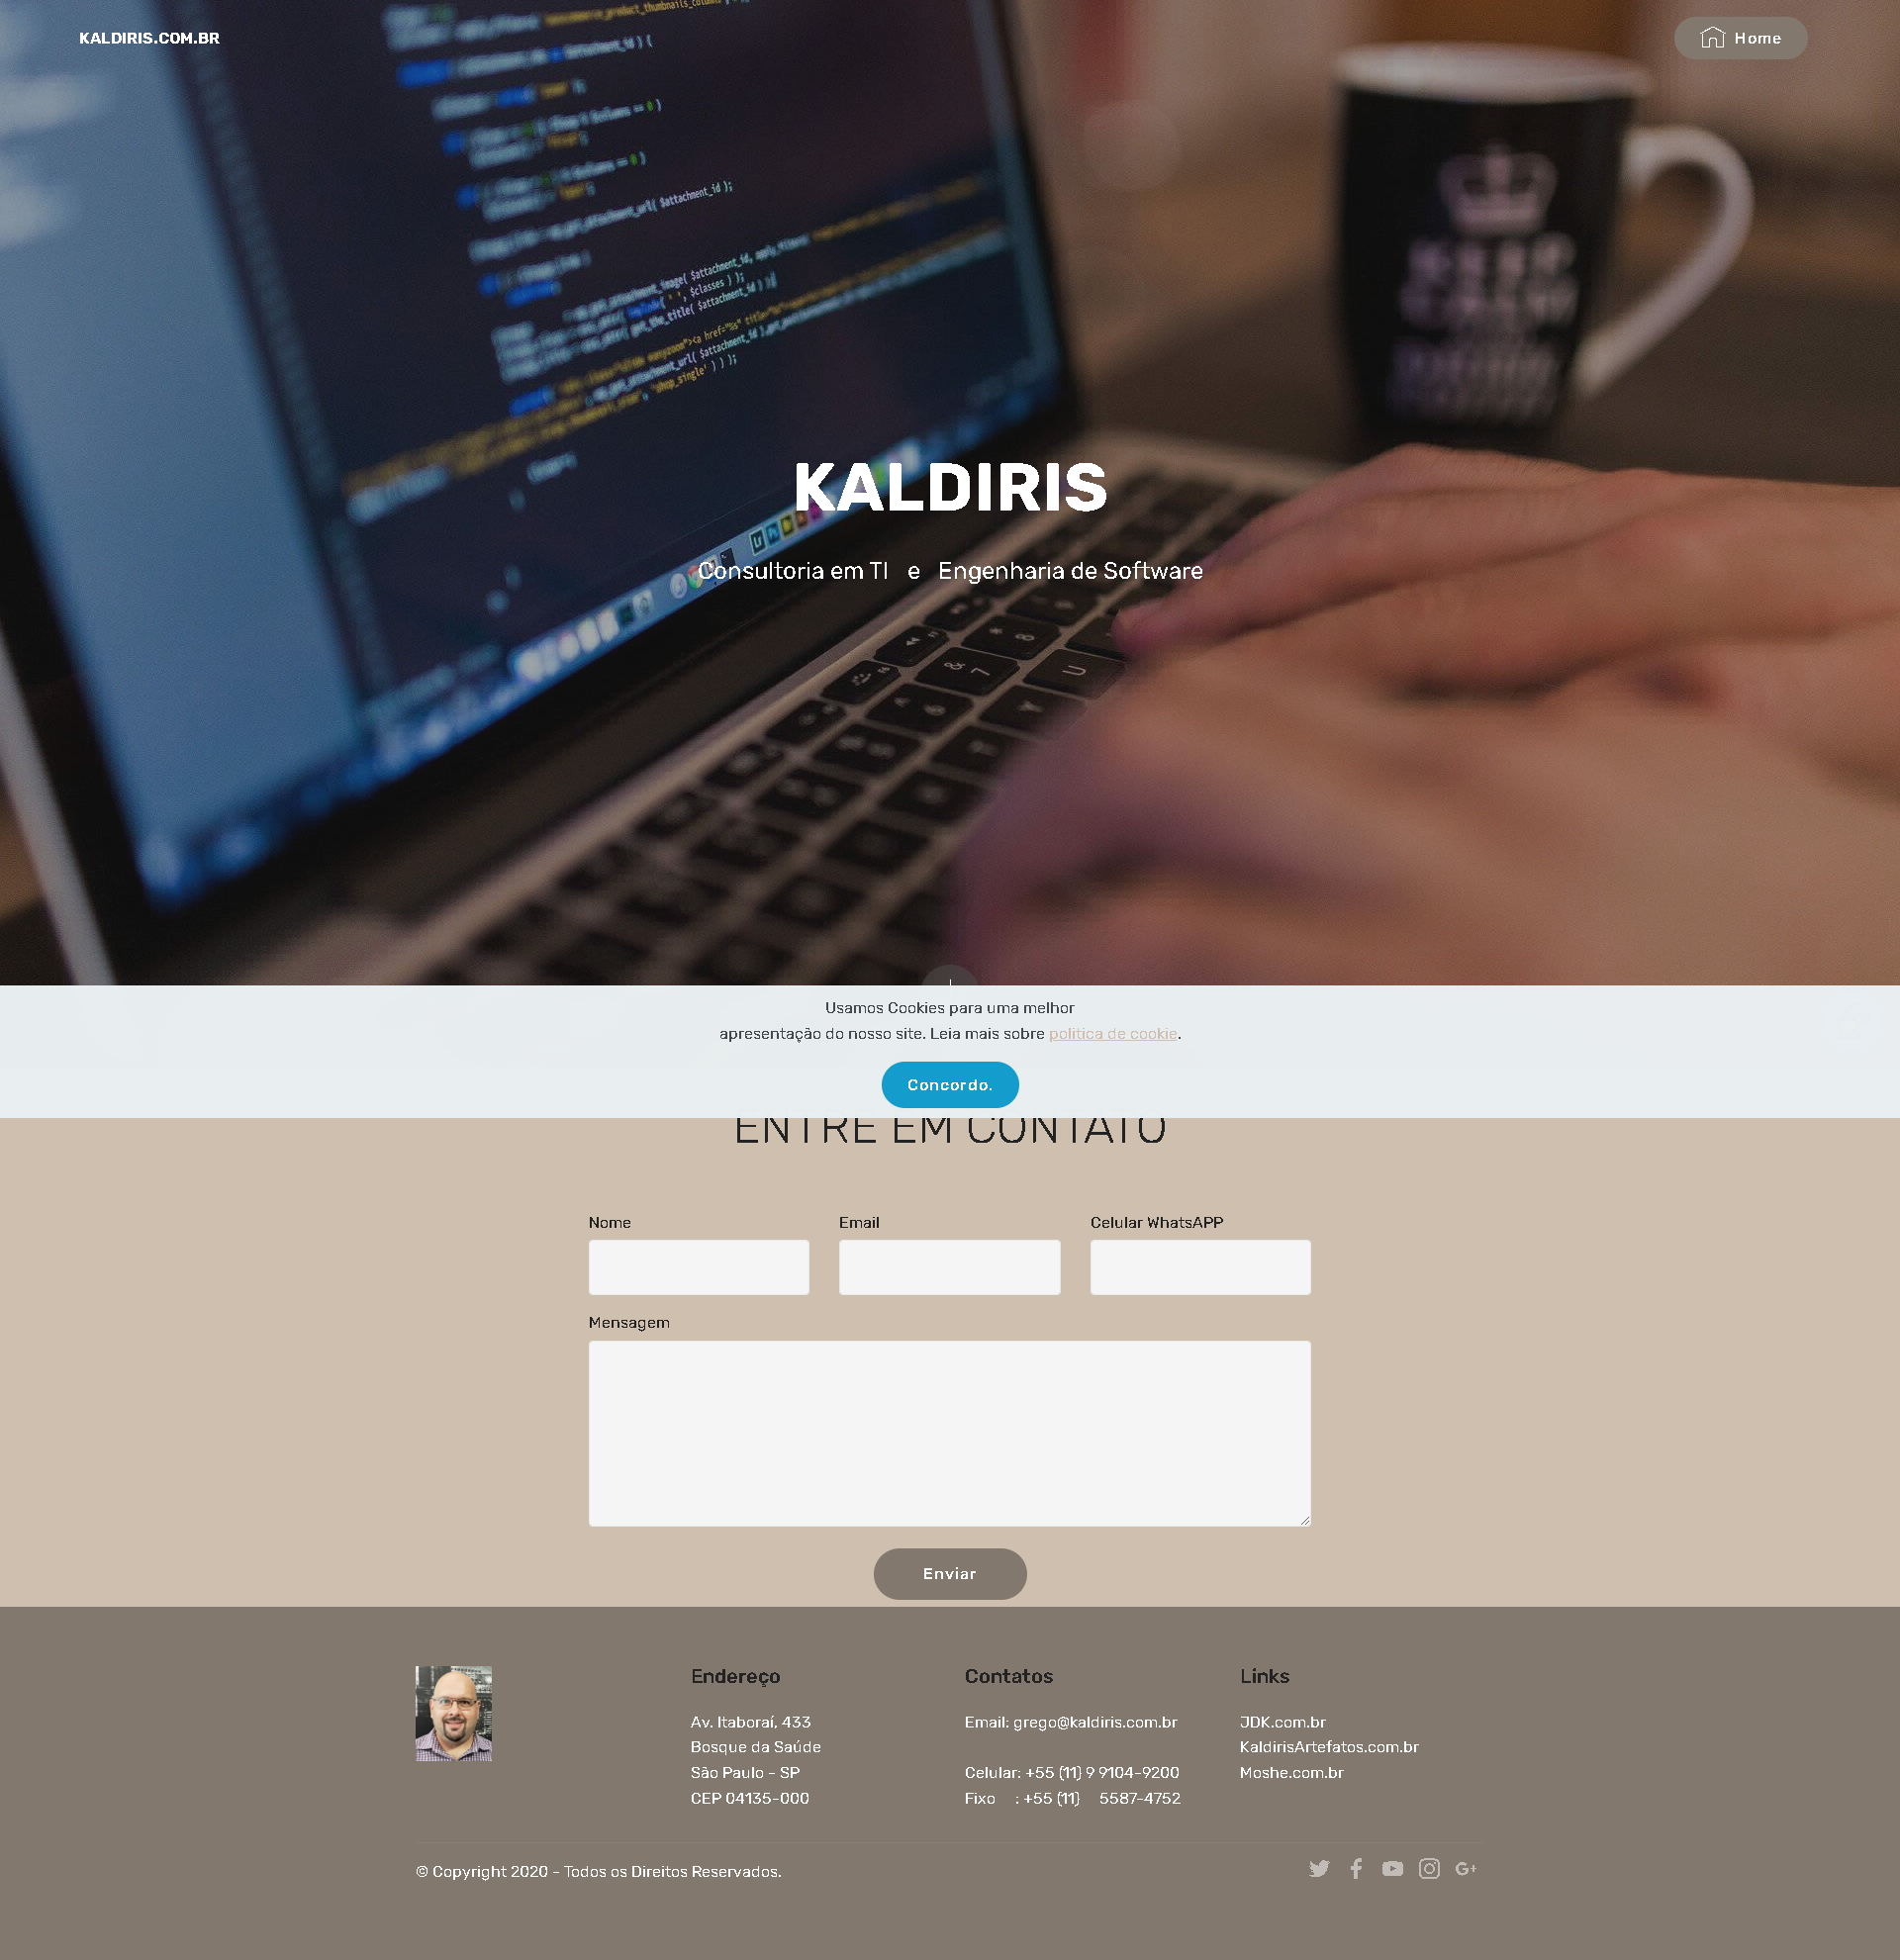 KALDIRIS.COM.BR
Home
KALDIRIS
Consultoria em TI e Engenharia de Software
Usamos Cookies para uma melhor
apresentação do nosso site. Leia mais sobre politica de cookie.
Concordo.
ENTRE EM CONTATO
Nome
Email
Celular WhatsAPP
Mensagem
Enviar
Endereço
Av. Itaboraí, 433
Bosque da Saúde
São Paulo - SP
CEP 04135-000
Contatos
Email: grego@kaldiris.com.br
Celular: +55 (11) 9 9104-9200
Fixo : +55 (11) 5587-4752
Links
JDK.com.br
KaldirisArtefatos.com.br
Moshe.com.br
© Copyright 2020 - Todos os Direitos Reservados.